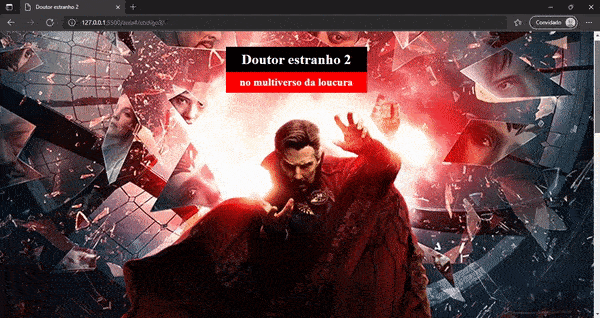 Doutor estranho 2
127.0.0.1:5500/aula4/codigo3/
Convidado
Doutor estranho 2
no multiverso da loucura